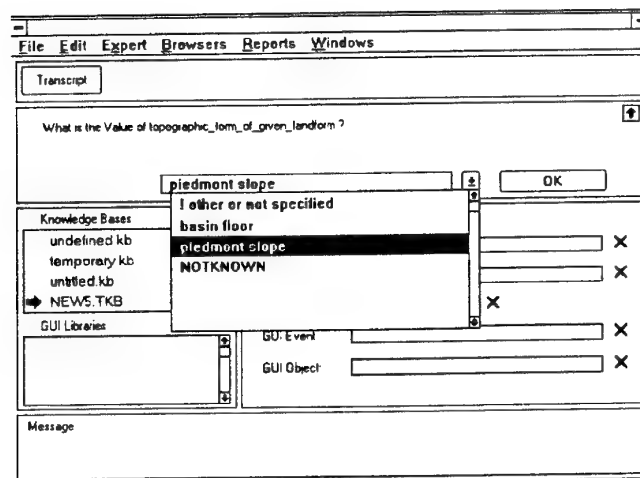 File Edit Expert Browsers Reports Windows
Transcript
What is the Value of topographic_form_of_given_landform ?
piedmont slope
OK
! other or not specified
basin floor
piedmont slope
NOTKNOWN
Knowledge Bases
undefined.kb
temporary.kb
untitled.kb
NEW5.TKB
GUI Libraries
GUI Event
GUI Object
Message